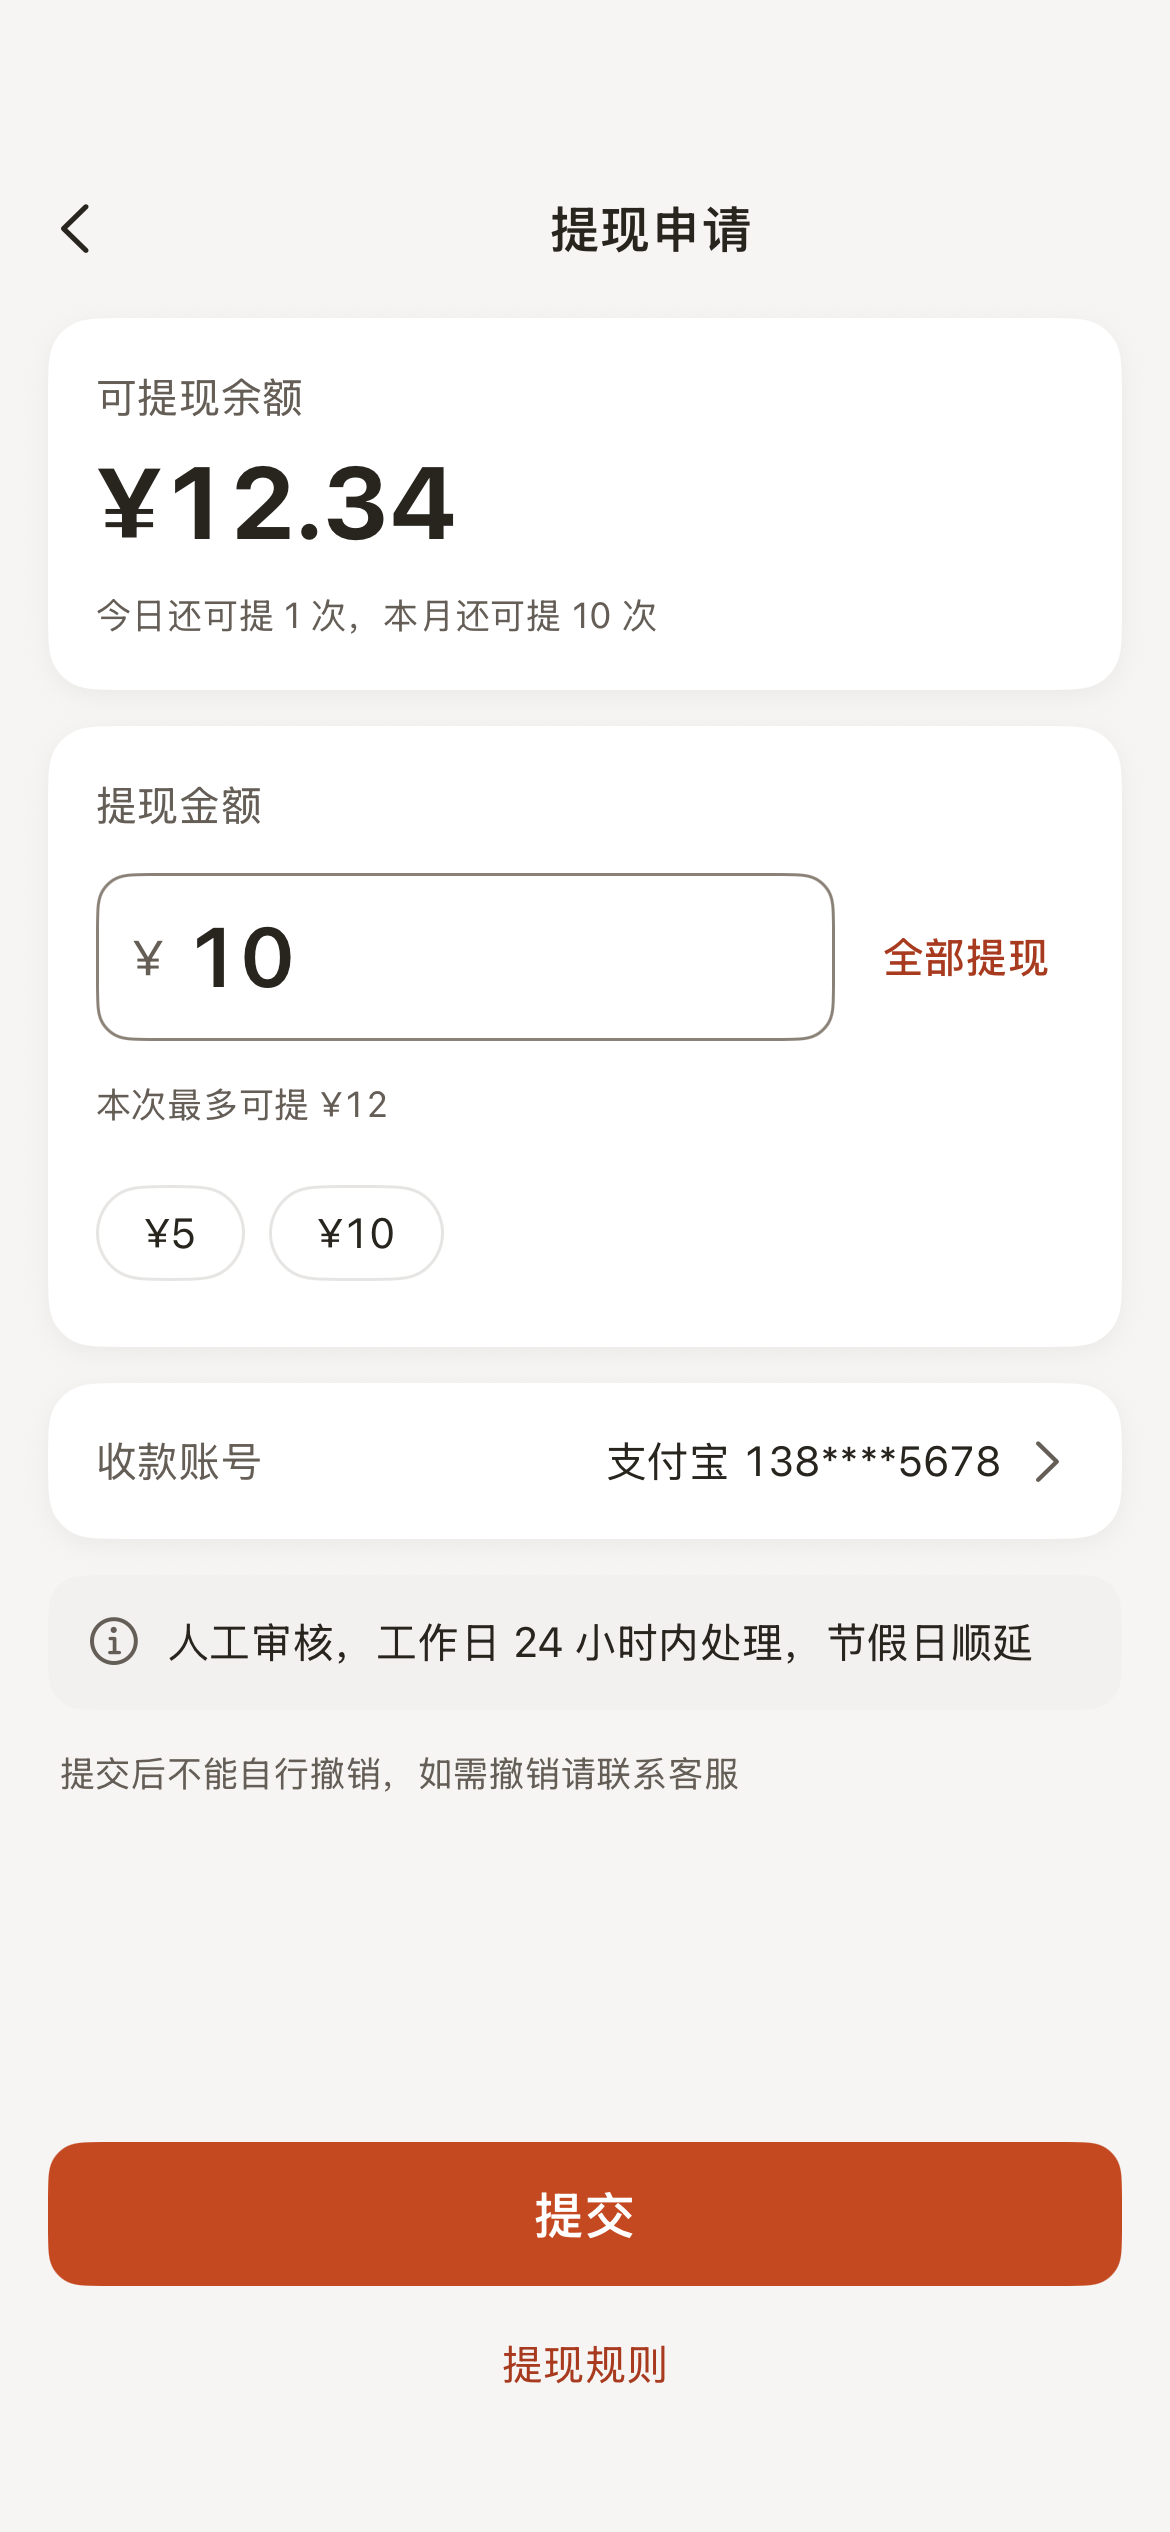 提现申请
可提现余额
¥12.34
今日还可提 1 次，本月还可提 10 次
提现金额
¥ 10
全部提现
本次最多可提 ¥12
¥5
¥10
收款账号
支付宝 138****5678
人工审核，工作日 24 小时内处理，节假日顺延
提交后不能自行撤销，如需撤销请联系客服
提交
提现规则